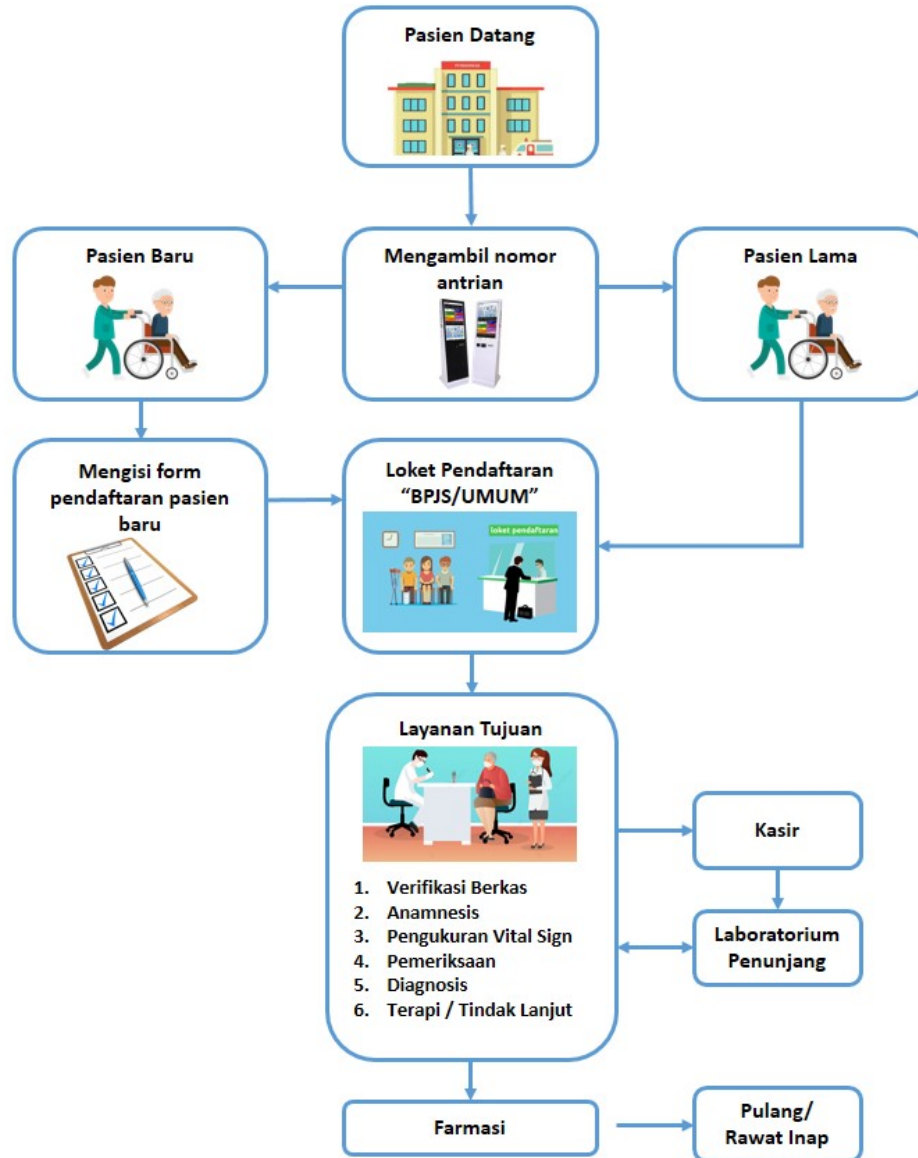 Pasien Datang
Pasien Baru
Mengambil nomor
antrian
Pasien Lama
Mengisi form
pendaftaran pasien
baru
Loket Pendaftaran
“BPJS/UMUM”
loket pendaftaran
Layanan Tujuan
1. Verifikasi Berkas
2. Anamnesis
3. Pengukuran Vital Sign
4. Pemeriksaan
5. Diagnosis
6. Terapi / Tindak Lanjut
Kasir
Laboratorium
Penunjang
Farmasi
Pulang/
Rawat Inap